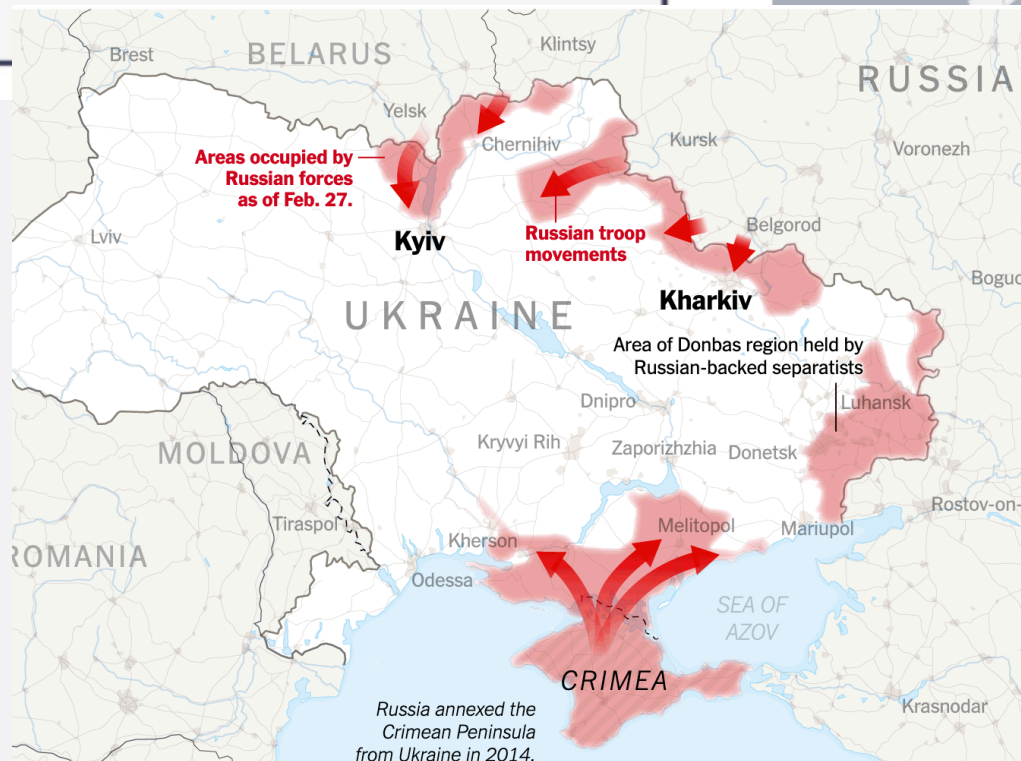 Klintsy
Brest
BELARUS
RUSSIA
Yelsk
Kursk
Chernihiv
Voronezh
Areas occupied by
Russian forces
as of Feb. 27.
Belgorod
Lviv
Kyiv
Russian troop
movements
Boguc
Kharkiv
UKRAINE
Area of Donbas region held by
Russian-backed separatists
Dnipro
Luhansk
Kryvyi Rih
Zaporizhzhia
Donetsk
MOLDOVA
Rostov-on-
Tiraspol
Melitopol
Mariupol
Kherson
ROMANIA
Odessa
SEA OF
AZOV
CRIMEA
Krasnodar
Russia annexed the
Crimean Peninsula
from Ukraine in 2014.